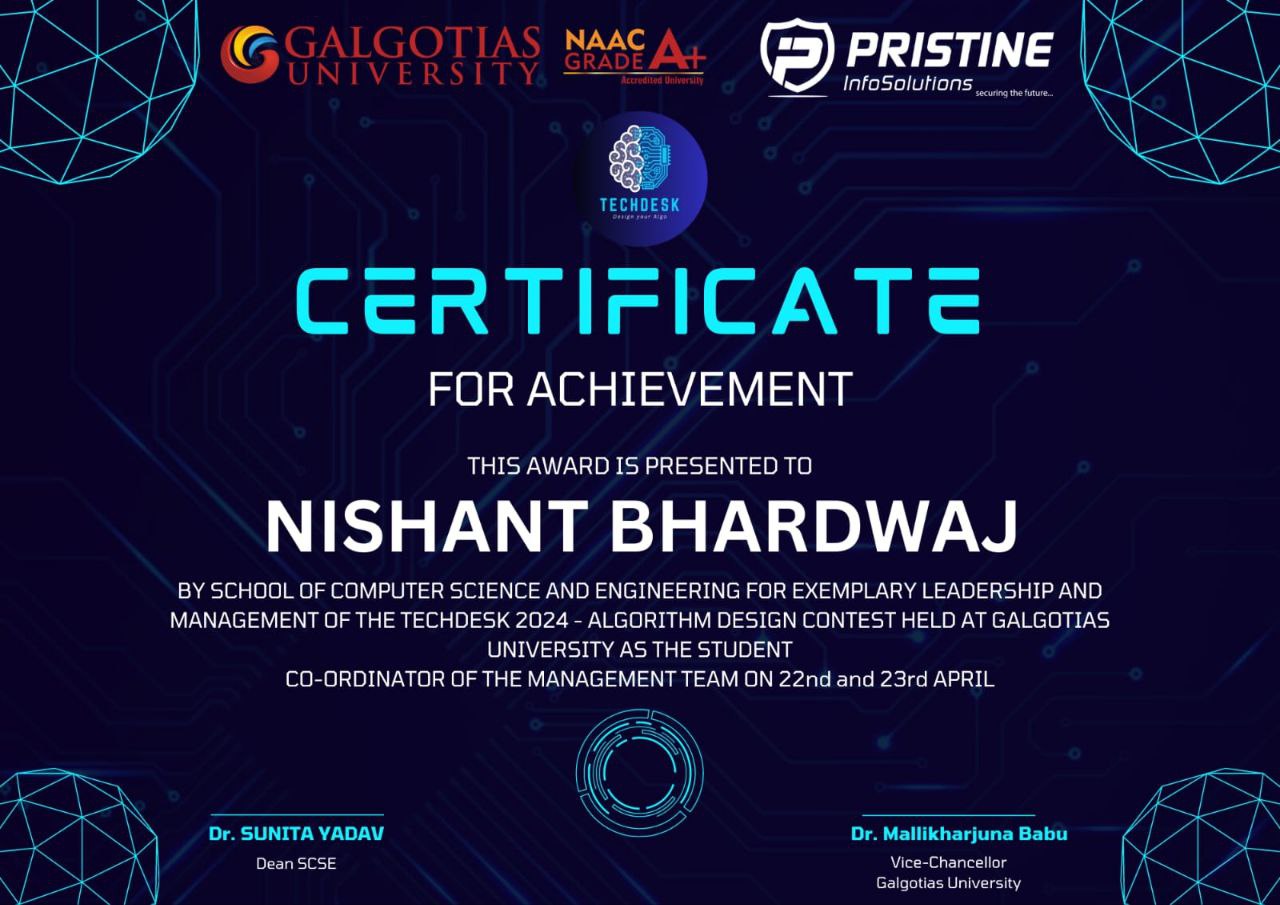 GALGOTIAS UNIVERSITY
NAAC GRADE A+
Accredited University
PRISTINE
InfoSolutions
securing the future...
TECHDESK
Design your Algo
CERTIFICATE
FOR ACHIEVEMENT
THIS AWARD IS PRESENTED TO
NISHANT BHARDWAJ
BY SCHOOL OF COMPUTER SCIENCE AND ENGINEERING FOR EXEMPLARY LEADERSHIP AND
MANAGEMENT OF THE TECHDESK 2024 - ALGORITHM DESIGN CONTEST HELD AT GALGOTIAS
UNIVERSITY AS THE STUDENT
CO-ORDINATOR OF THE MANAGEMENT TEAM ON 22nd and 23rd APRIL
Dr. SUNITA YADAV
Dean SCSE
Dr. Mallikharjuna Babu
Vice-Chancellor
Galgotias University